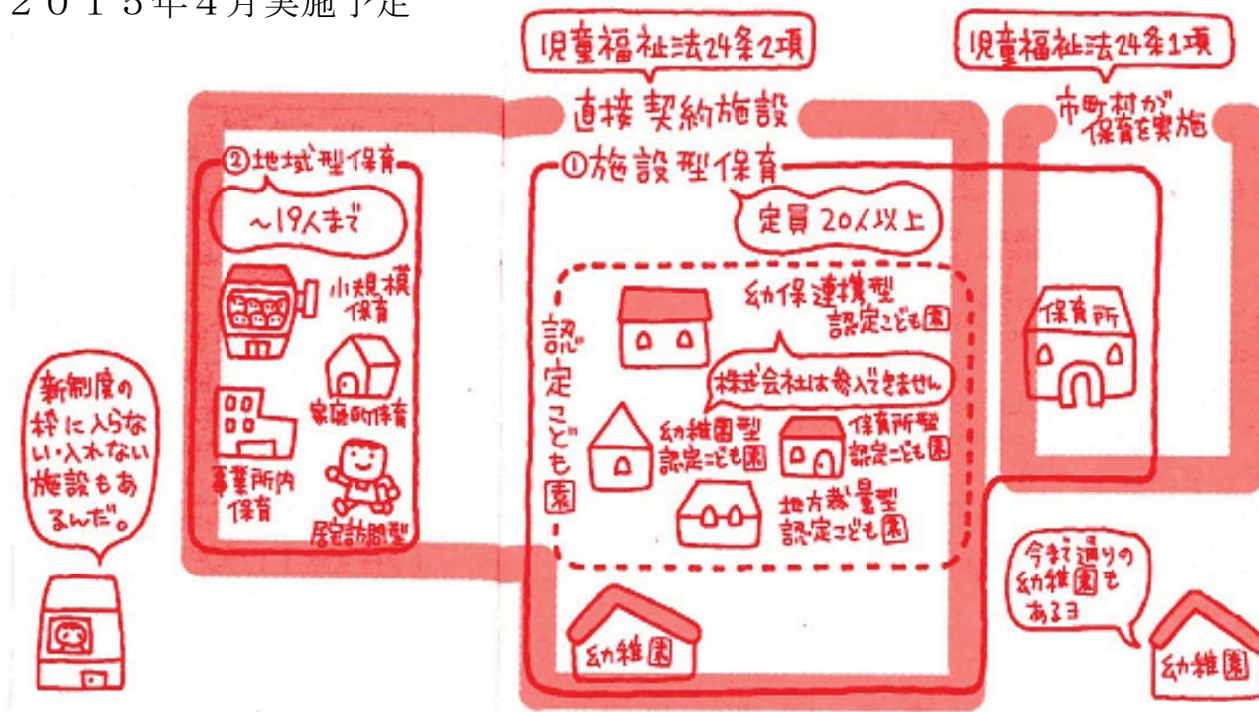 ２０１５年４月実施予定
児童福祉法24条2項
直接契約施設
児童福祉法24条1項
市町村が
保育を実施
②地域型保育
～19人まで
小規模
保育
家庭的保育
事業所内
保育
居宅訪問型
①施設型保育
定員20人以上
認定こども園
幼保連携型
認定こども園
株式会社は参入できません
幼稚園型
認定こども園
保育所型
認定こども園
地方裁量型
認定こども園
幼稚園
保育所
新制度の
枠に入らな
い・入れない
施設もあ
るんだ。
今まで通りの
幼稚園も
あるヨ
幼稚園